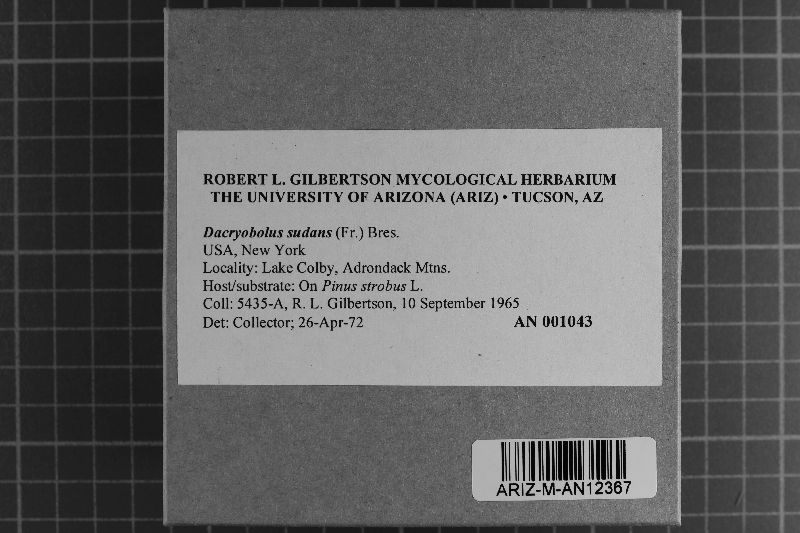 ROBERT L. GILBERTSON MYCOLOGICAL HERBARIUM
THE UNIVERSITY OF ARIZONA (ARIZ) • TUCSON, AZ
Dacryobolus sudans (Fr.) Bres.
USA, New York
Locality: Lake Colby, Adrondack Mtns.
Host/substrate: On Pinus strobus L.
Coll: 5435-A, R. L. Gilbertson, 10 September 1965
Det: Collector; 26-Apr-72 AN 001043
ARIZ-M-AN12367